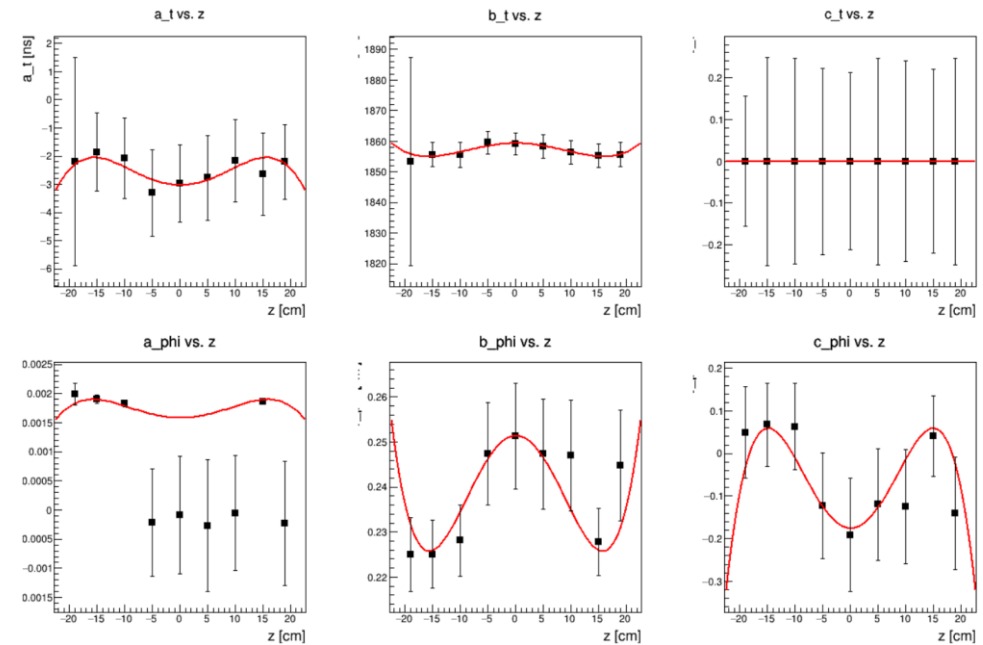 a_t vs. z
b_t vs. z
c_t vs. z
a_t [ns]
2
1
0
−1
−2
−3
−4
−5
−6
−20 −15 −10 −5 0 5 10 15 20
z [cm]
1890
1880
1870
1860
1850
1840
1830
1820
−20 −15 −10 −5 0 5 10 15 20
z [cm]
0.2
0.1
0
−0.1
−0.2
−20 −15 −10 −5 0 5 10 15 20
z [cm]
a_phi vs. z
b_phi vs. z
c_phi vs. z
0.0025
0.002
0.0015
0.001
0.0005
0
0.0005
−0.001
0.0015
−20 −15 −10 −5 0 5 10 15 20
z [cm]
0.26
0.25
0.24
0.23
0.22
−20 −15 −10 −5 0 5 10 15 20
z [cm]
0.2
0.1
0
−0.1
−0.2
−0.3
−20 −15 −10 −5 0 5 10 15 20
z [cm]